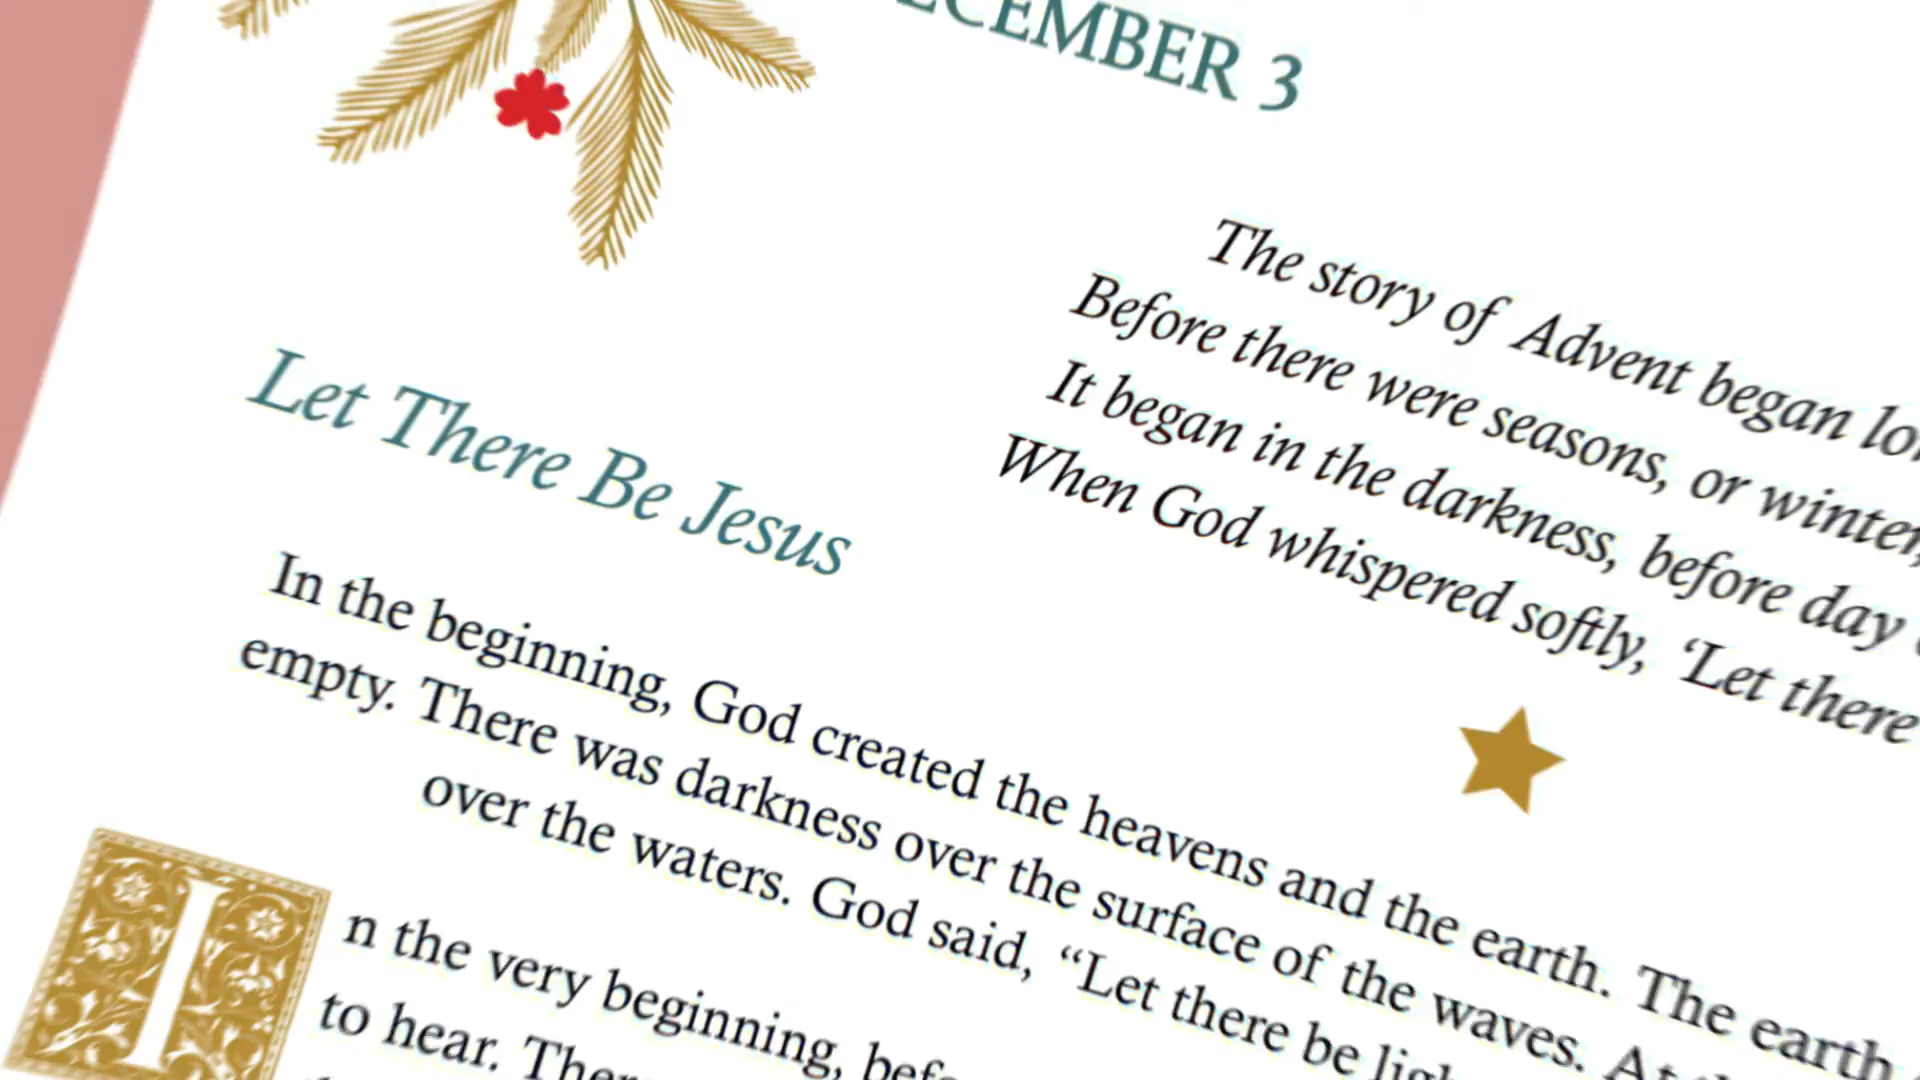 ECEMBER 3
The story of Advent began
Before there were seasons, or winter,
It began in the darkness, before day
When God whispered softly, ‘Let there
Let There Be Jesus
In the beginning, God created the heavens and the earth. The earth
empty. There was darkness over the surface of the waves. At
over the waters. God said, “Let there be
In the very beginning,
to hear.